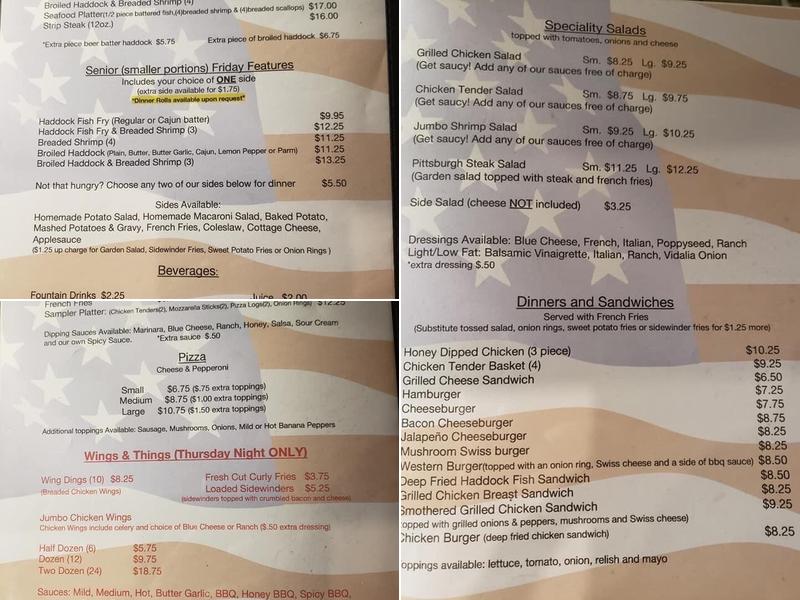 Broiled Haddock & Breaded Shrimp (4) $17.00
Seafood Platter(1/2 piece battered fish,(4)breaded shrimp & (4)breaded scallops) $16.00
Strip Steak (12oz.)
*Extra piece beer batter haddock $5.75 Extra piece of broiled haddock $6.75
Senior (smaller portions) Friday Features
Includes your choice of ONE side
(extra side available for $1.75)
*Dinner Rolls available upon request*
Haddock Fish Fry (Regular or Cajun batter) $9.95
Haddock Fish Fry & Breaded Shrimp (3) $12.25
Breaded Shrimp (4) $11.25
Broiled Haddock (Plain, Butter, Butter Garlic, Cajun, Lemon Pepper or Parm) $11.25
Broiled Haddock & Breaded Shrimp (3) $13.25
Not that hungry? Choose any two of our sides below for dinner $5.50
Sides Available:
Homemade Potato Salad, Homemade Macaroni Salad, Baked Potato,
Mashed Potatoes & Gravy, French Fries, Coleslaw, Cottage Cheese,
Applesauce
($1.25 up charge for Garden Salad, Sidewinder Fries, Sweet Potato Fries or Onion Rings )
Beverages:
Fountain Drinks $2.25 Juice $2.00
French Fries
Sampler Platter: (Chicken Tenders(2), Mozzarella Sticks(2), Pizza Logs(2), Onion Rings) $12.25
Dipping Sauces Available: Marinara, Blue Cheese, Ranch, Honey, Salsa, Sour Cream
and our own Spicy Sauce. *Extra sauce $.50
Pizza
Cheese & Pepperoni
Small $6.75 ($.75 extra toppings)
Medium $8.75 ($1.00 extra toppings)
Large $10.75 ($1.50 extra toppings)
Additional toppings Available: Sausage, Mushrooms, Onions, Mild or Hot Banana Peppers
Wings & Things (Thursday Night ONLY)
Wing Dings (10) $8.25 Fresh Cut Curly Fries $3.75
(Breaded Chicken Wings) Loaded Sidewinders $5.25
(sidewinders topped with crumbled bacon and cheese)
Jumbo Chicken Wings
Chicken Wings include celery and choice of Blue Cheese or Ranch ($.50 extra dressing)
Half Dozen (6) $5.75
Dozen (12) $9.75
Two Dozen (24) $18.75
Sauces: Mild, Medium, Hot, Butter Garlic, BBQ, Honey BBQ, Spicy BBQ,
Speciality Salads
topped with tomatoes, onions and cheese
Grilled Chicken Salad Sm. $8.25 Lg. $9.25
(Get saucy! Add any of our sauces free of charge)
Chicken Tender Salad Sm. $8.75 Lg. $9.75
(Get saucy! Add any of our sauces free of charge)
Jumbo Shrimp Salad Sm. $9.25 Lg. $10.25
(Get saucy! Add any of our sauces free of charge)
Pittsburgh Steak Salad Sm. $11.25 Lg. $12.25
(Garden salad topped with steak and french fries)
Side Salad (cheese NOT included) $3.25
Dressings Available: Blue Cheese, French, Italian, Poppyseed, Ranch
Light/Low Fat: Balsamic Vinaigrette, Italian, Ranch, Vidalia Onion
*extra dressing $.50
Dinners and Sandwiches
Served with French Fries
(Substitute tossed salad, onion rings, sweet potato fries or sidewinder fries for $1.25 more)
Honey Dipped Chicken (3 piece) $10.25
Chicken Tender Basket (4) $9.25
Grilled Cheese Sandwich $6.50
Hamburger $7.25
Cheeseburger $7.75
Bacon Cheeseburger $8.75
Jalapeño Cheeseburger $8.25
Mushroom Swiss burger $8.25
Western Burger(topped with an onion ring, Swiss cheese and a side of bbq sauce) $8.50
Deep Fried Haddock Fish Sandwich $8.50
Grilled Chicken Breast Sandwich $8.25
Smothered Grilled Chicken Sandwich $9.25
topped with grilled onions & peppers, mushrooms and Swiss cheese)
Chicken Burger (deep fried chicken sandwich) $8.25
oppings available: lettuce, tomato, onion, relish and mayo